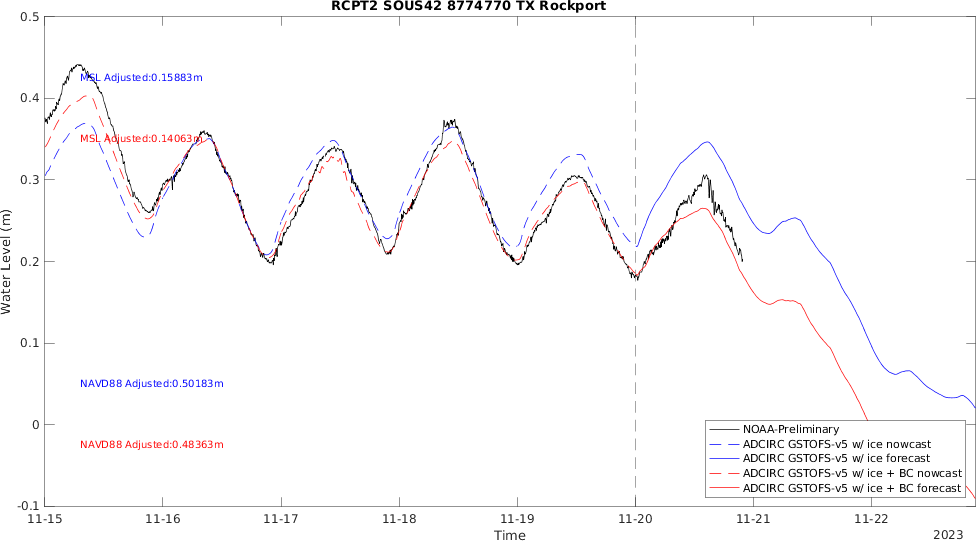 RCPT2 SOUS42 8774770 TX Rockport
0.5
0.4
0.3
0.2
0.1
0
-0.1
Water Level (m)
MSL Adjusted:0.15883m
MSL Adjusted:0.14063m
NAVD88 Adjusted:0.50183m
NAVD88 Adjusted:0.48363m
NOAA-Preliminary
ADCIRC GSTOFS-v5 w/ ice nowcast
ADCIRC GSTOFS-v5 w/ ice forecast
ADCIRC GSTOFS-v5 w/ ice + BC nowcast
ADCIRC GSTOFS-v5 w/ ice + BC forecast
11-15 11-16 11-17 11-18 11-19 11-20 11-21 11-22
Time
2023